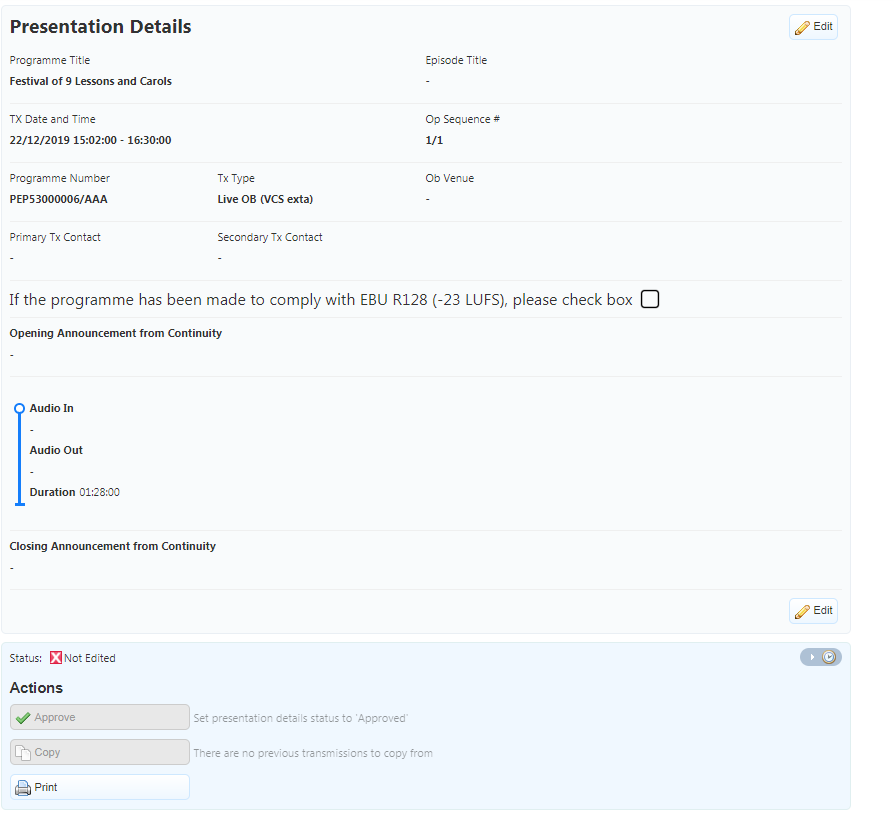 Presentation Details
Edit
Programme Title
Episode Title
Festival of 9 Lessons and Carols
-
TX Date and Time
Op Sequence #
22/12/2019 15:02:00 - 16:30:00
1/1
Programme Number
Tx Type
Ob Venue
PEP53000006/AAA
Live OB (VCS exta)
-
Primary Tx Contact
Secondary Tx Contact
-
-
If the programme has been made to comply with EBU R128 (-23 LUFS), please check box
Opening Announcement from Continuity
-
Audio In
-
Audio Out
-
Duration 01:28:00
Closing Announcement from Continuity
-
Edit
Status: Not Edited
Actions
Approve
Set presentation details status to 'Approved'
Copy
There are no previous transmissions to copy from
Print